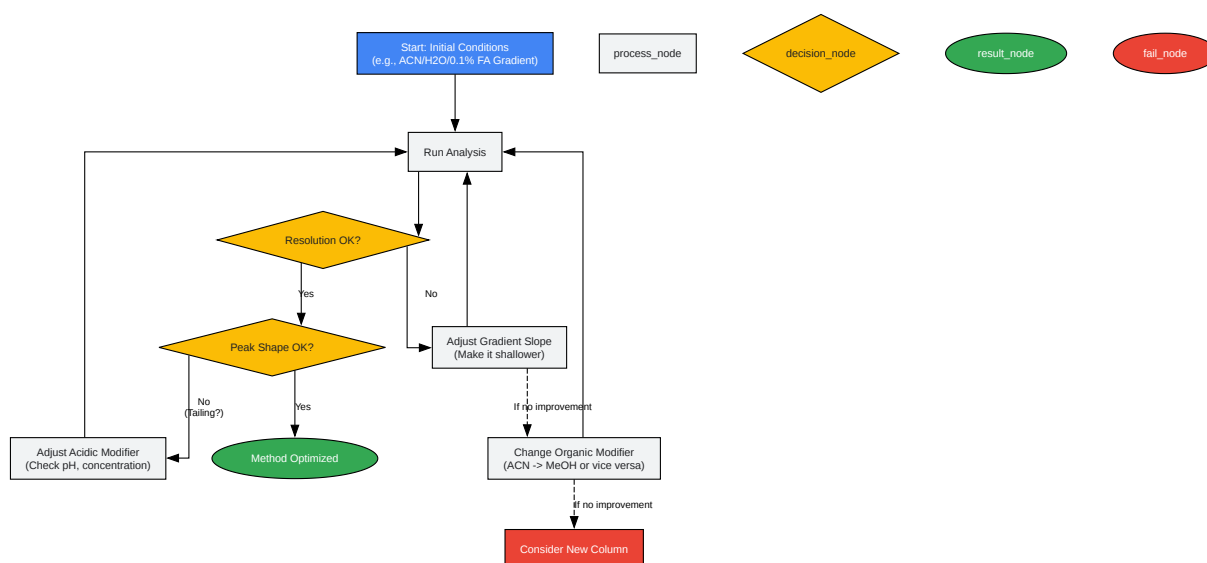 Start: Initial Conditions
(e.g., ACN/H2O/0.1% FA Gradient)
process_node
decision_node
result_node
fail_node
Run Analysis
Resolution OK?
Yes
No
Adjust Gradient Slope
(Make it shallower)
Peak Shape OK?
No
(Tailing?)
Yes
If no improvement
Adjust Acidic Modifier
(Check pH, concentration)
Method Optimized
Change Organic Modifier
(ACN -> MeOH or vice versa)
If no improvement
Consider New Column